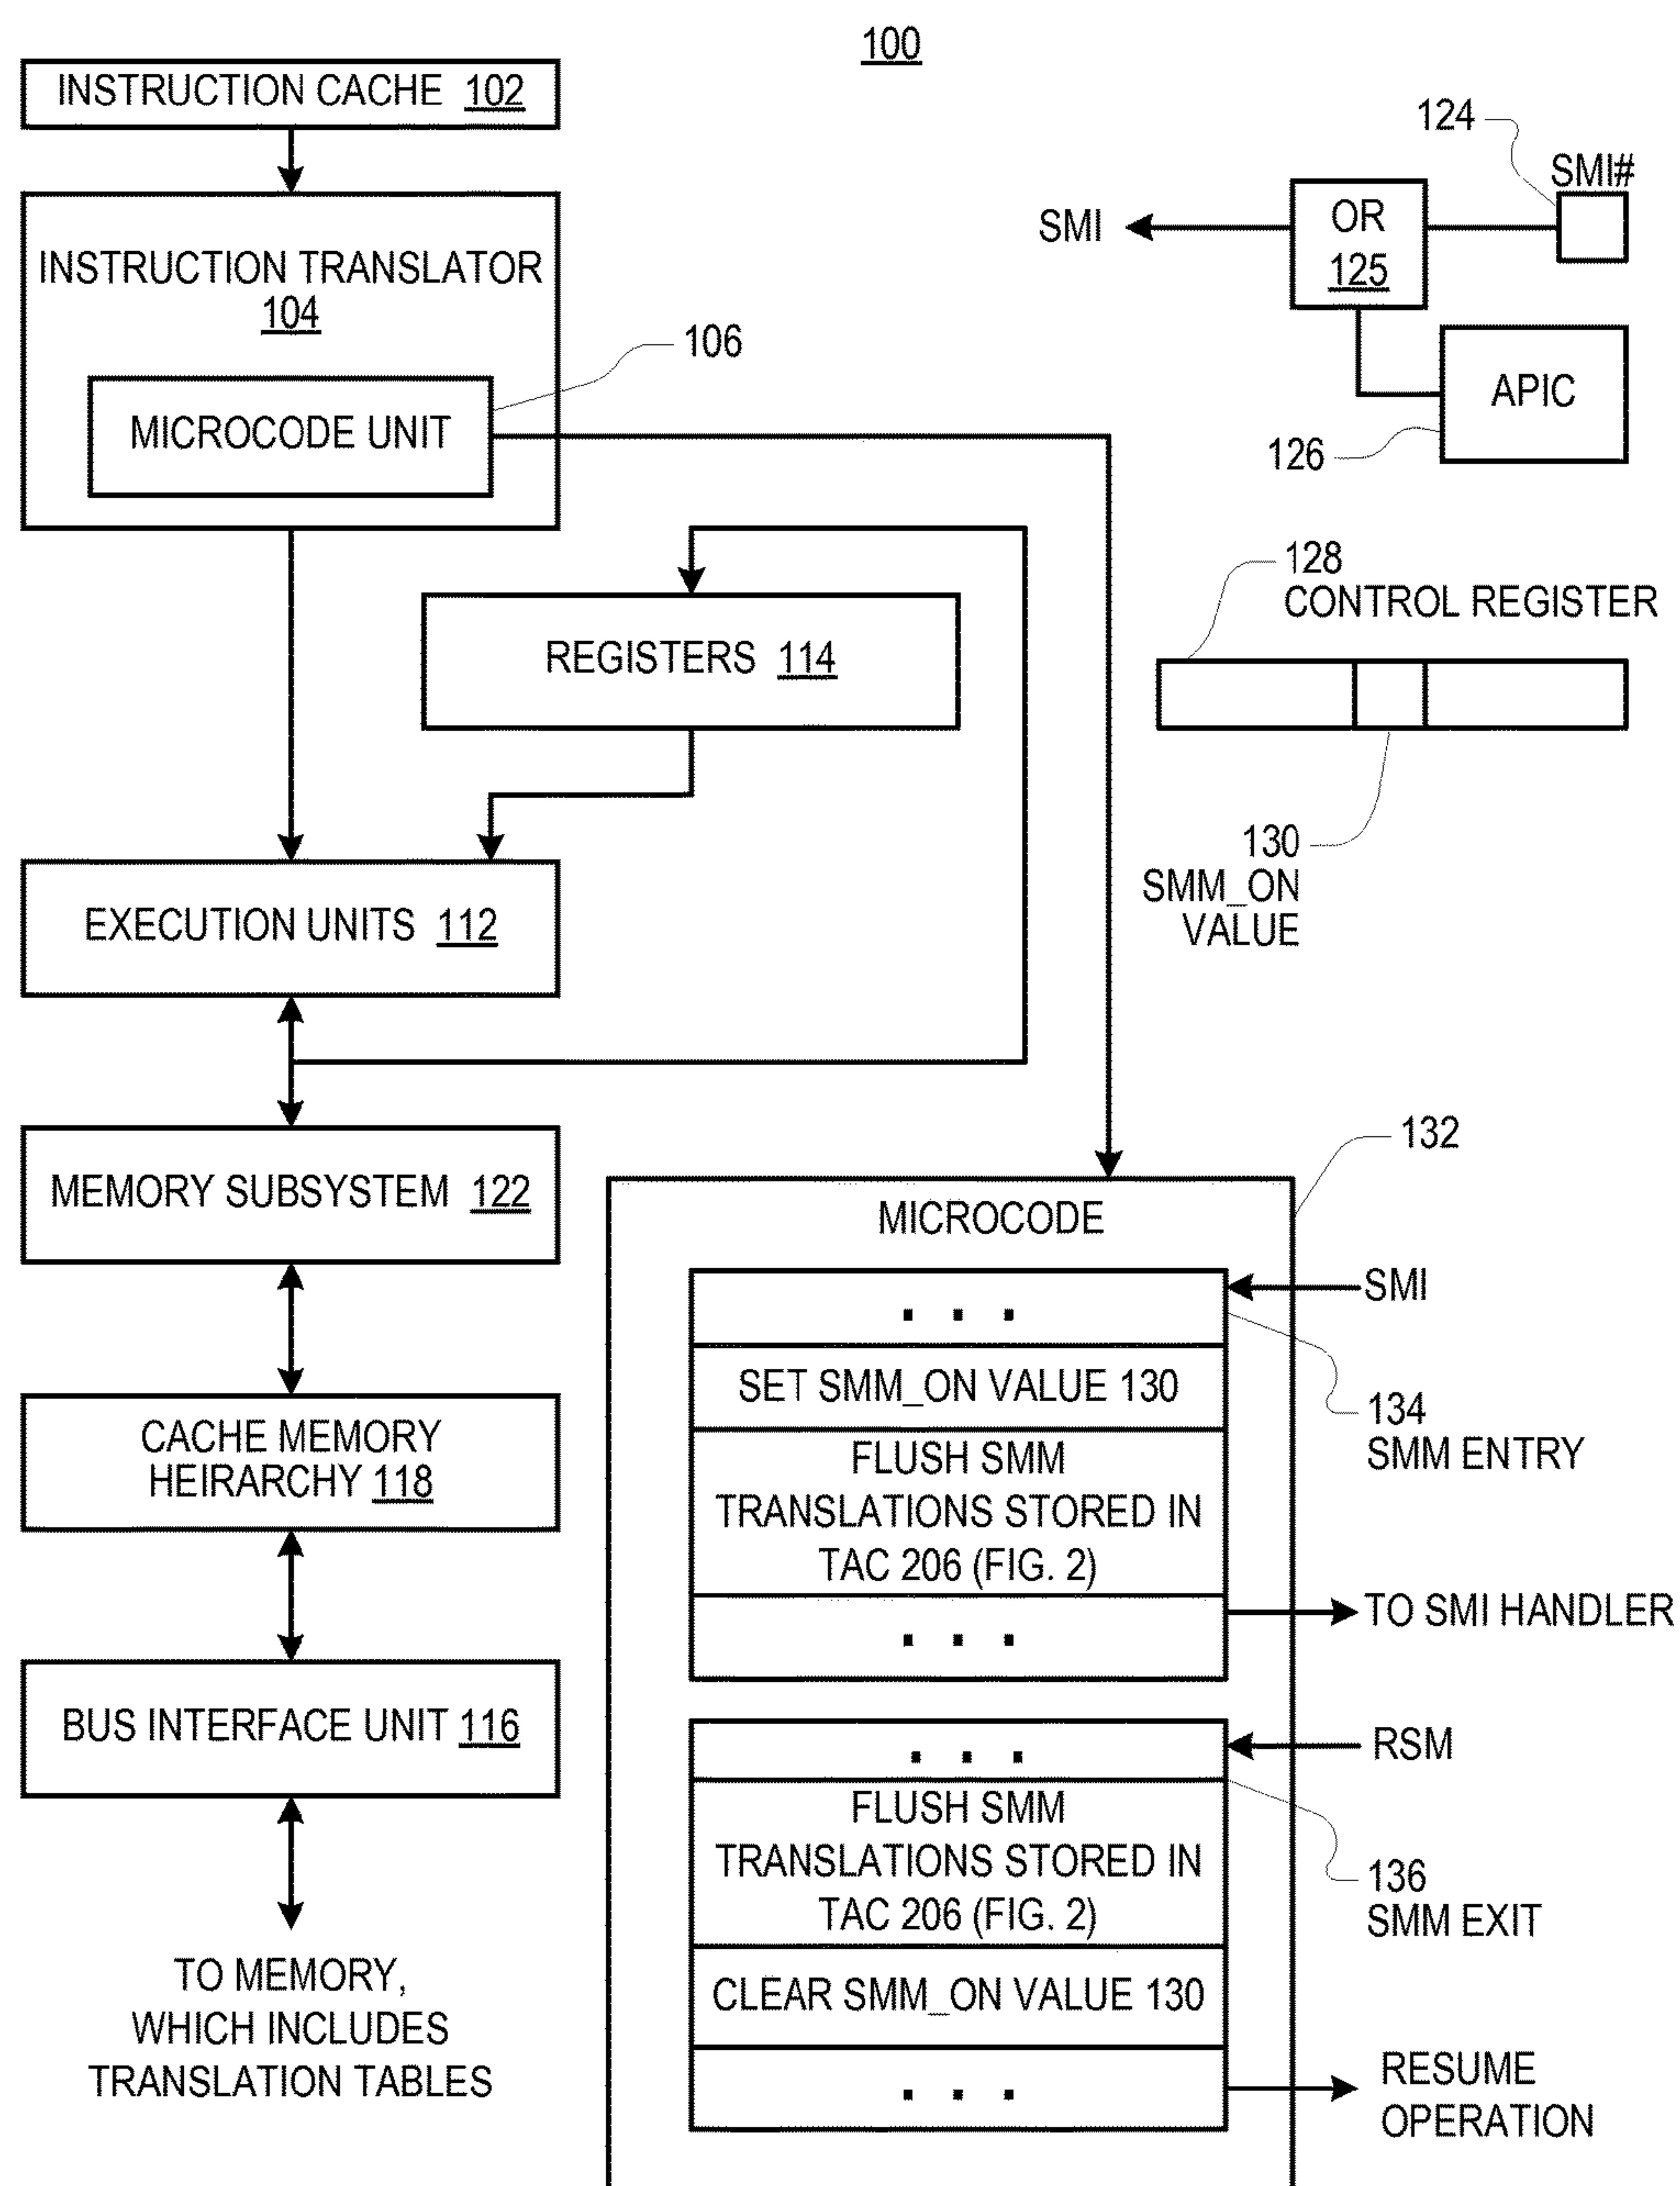 100
INSTRUCTION CACHE 102
INSTRUCTION TRANSLATOR
104
MICROCODE UNIT
106
124
SMI#
SMI
OR
125
APIC
126
REGISTERS 114
128
CONTROL REGISTER
130
SMM_ON
VALUE
EXECUTION UNITS 112
MEMORY SUBSYSTEM 122
CACHE MEMORY
HEIRARCHY 118
BUS INTERFACE UNIT 116
TO MEMORY,
WHICH INCLUDES
TRANSLATION TABLES
132
MICROCODE
. . .
SMI
SET SMM_ON VALUE 130
134
SMM ENTRY
FLUSH SMM
TRANSLATIONS STORED IN
TAC 206 (FIG. 2)
. . .
TO SMI HANDLER
. . .
RSM
FLUSH SMM
TRANSLATIONS STORED IN
TAC 206 (FIG. 2)
136
SMM EXIT
CLEAR SMM_ON VALUE 130
. . .
RESUME
OPERATION